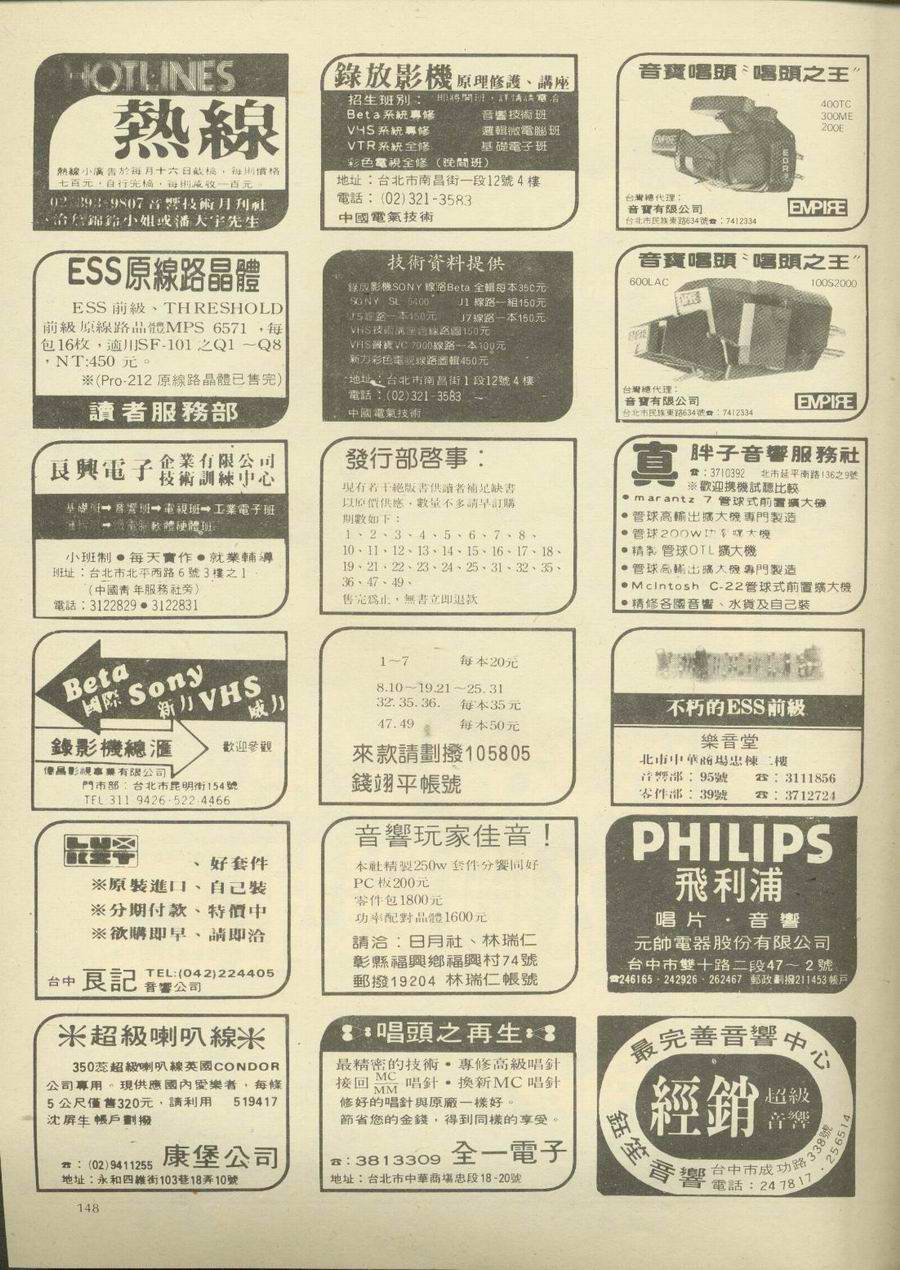 HOTLINES
熱線
熱線小廣告於每月十六日截稿，每則價格
七百元，自行完稿，每則減收一百元。
02-393-9807音響技術月刊社
洽詹錦鈴小姐或潘大宇先生
錄放影機 原理修護、講座
招生班別：即將開班，詳情請章洽
Beta系統專修 音響技術班
VHS系統專修 邏輯微電腦班
VTR系統全修 基礎電子班
彩色電視全修（晚間班）
地址：台北市南昌街一段12號4樓
電話：(02)321-3583
中國電氣技術
音寶唱頭〝唱頭之王〞
400TC
300ME
200E
EMPIRE
EDR9
台灣總代理：
音寶有限公司
台北市民族東路634號☎：7412334
EMPIRE
ESS原線路晶體
ESS前級、THRESHOLD
前級原線路晶體MPS 6571，每
包16枚，適用SF-101之Q1～Q8
，NT:450 元。
※(Pro-212 原線路晶體已售完)
讀者服務部
技術資料提供
錄放影機SONY線路Beta全輯每本350元
SONY SL 5400 J1線路一組150元
J5線路一本150元 J7線路一本150元
VHS技術講座含線路圖150元
VHS聲寶VC 7000線路一本100元
新力彩色電視線路圖輯450元
地址：台北市南昌街1段12號4樓
電話：(02)321-3583
中國電氣技術
音寶唱頭〝唱頭之王〞
600LAC 100S2000
台灣總代理：
音寶有限公司
台北市民族東路634號☎：7412334
EMPIRE
良興電子 企業有限公司
技術訓練中心
基礎班➡音響班➡電視班➡工業電子班
微電腦軟體硬體班
小班制●每天實作●就業輔導
班址：台北市北平西路6號3樓之1
(中國青年服務社旁)
電話：3122829●3122831
發行部啓事：
現有若干絕版書供讀者補足缺書
以原價供應，數量不多請早訂購
期數如下：
1、2、3、4、5、6、7、8、
10、11、12、13、14、15、16、17、18、
19、21、22、23、24、25、31、32、35、
36、47、49、
售完爲止，無書立即退款
真 胖子音響服務社
☎：3710392 北市延平南路136之9號
※歡迎携機試聽比較
●marantz 7 管球式前置擴大機
●管球高輸出擴大機專門製造
●管球200W功率擴大機
●精製 管球OTL擴大機
●管球高輸出擴大機專門製造
●McIntosh C-22管球式前置擴大機
●精修各國音響、水貨及自己裝
Beta Sony VHS
國際 新力 威力
錄影機總滙 歡迎參觀
偉晶影視事業有限公司
門市部：台北市昆明街154號
TEL 311-9426·522-4466
1～7 每本20元
8.10～19.21～25.31
32.35.36. 每本35元
47.49 每本50元
來款請劃撥105805
錢翊平帳號
不朽的ESS前級
樂音堂
北市中華商場忠棟二樓
音響部：95號 ☎：3111856
零件部：39號 ☎：3712724
LUX
KIT 、好套件
※原裝進口、自己裝
※分期付款、特價中
※欲購即早、請即洽
台中 良記 TEL:(042)224405
音響公司
音響玩家佳音！
本社精製250w套件分饗同好
PC板200元
零件包1800元
功率配對晶體1600元
請洽：日月社、林瑞仁
彰縣福興鄉福興村74號
郵撥19204 林瑞仁帳號
PHILIPS
飛利浦
唱片・音響
元帥電器股份有限公司
台中市雙十路二段47～2號
☎246165·242926·262467 郵政劃撥211453帳戶
※超級喇叭線※
350蕊超級喇叭線英國CONDOR
公司專用。現供應國內愛樂者，每條
5公尺僅售320元，請利用 519417
沈屏生帳戶劃撥
☎：(02)9411255 康堡公司
地址：永和四維街103巷18弄10號
唱頭之再生
最精密的技術・專修高級唱針
接回MC/MM唱針・換新MC唱針
修好的唱針與原廠一樣好。
節省您的金錢，得到同樣的享受。
☎：3813309 全一電子
地址：台北市中華商場忠段18-20號
最完善音響中心
經銷 超級
音響
鈺笙音響 台中市成功路338號
電話：247817·256514
148